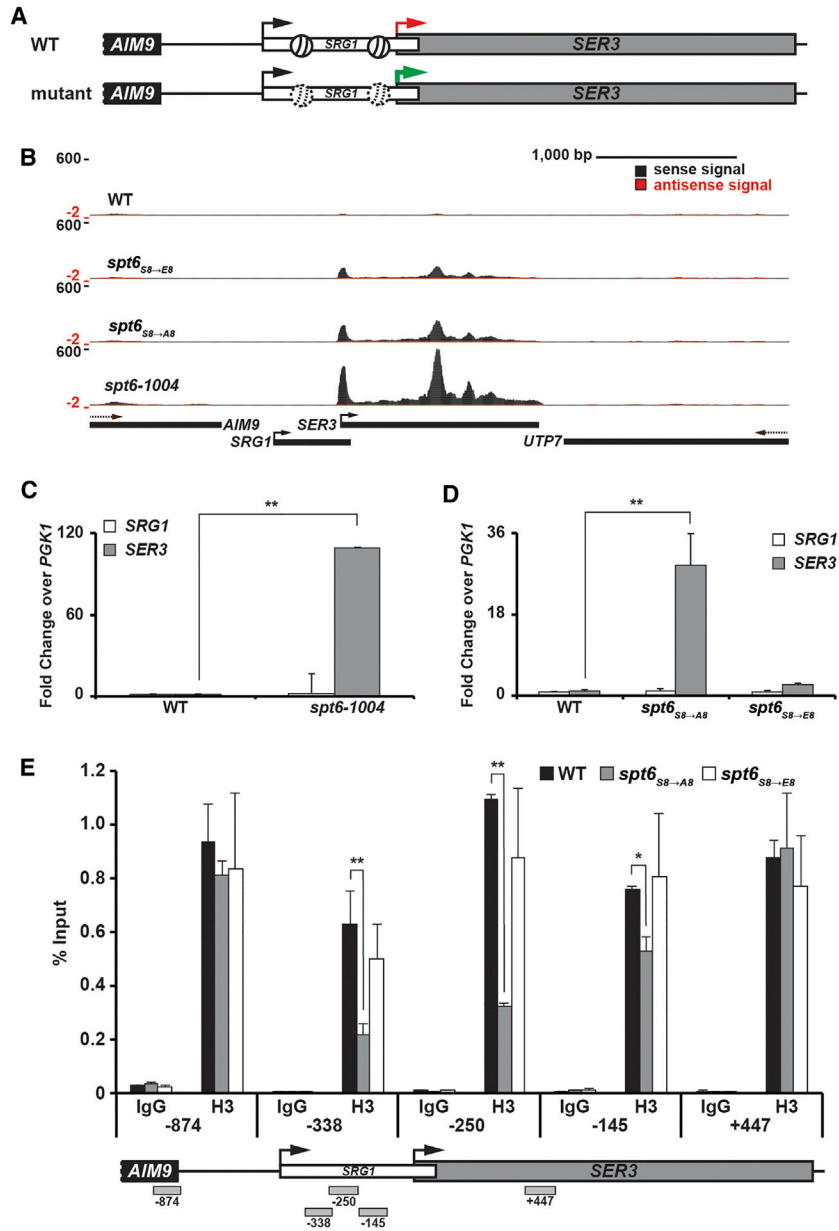 A
WT
AIM9
SRG1
SER3
mutant
AIM9
SRG1
SER3
B
600
1,000 bp
sense signal
antisense signal
WT
-2
600
spt6S8→E8
-2
600
spt6S8→A8
-2
600
spt6-1004
-2
AIM9
SER3
SRG1
UTP7
C
**
SRG1
SER3
Fold Change over PGK1
120
60
0
WT
spt6-1004
D
**
SRG1
SER3
Fold Change over PGK1
36
18
0
WT
spt6S8→A8
spt6S8→E8
E
WT
spt6S8→A8
spt6S8→E8
% Input
1.2
1.0
0.8
0.6
0.4
0.2
0
**
**
*
IgG H3 IgG H3 IgG H3 IgG H3 IgG H3
-874 -338 -250 -145 +447
AIM9
SRG1
SER3
-874
-250
+447
-338
-145